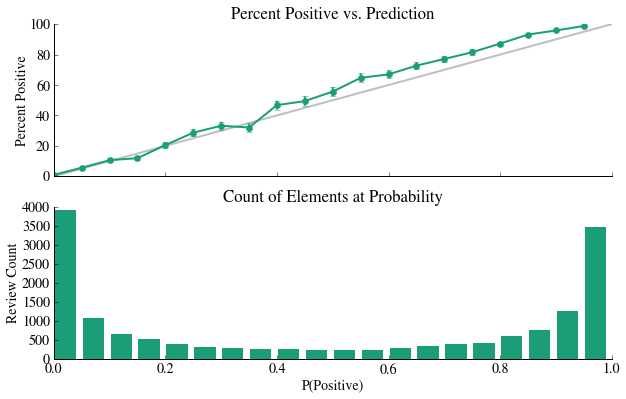 Percent Positive vs. Prediction
Percent Positive
100
80
60
40
20
0
Count of Elements at Probability
Review Count
4000
3500
3000
2500
2000
1500
1000
500
0
0.0 0.2 0.4 0.6 0.8 1.0
P(Positive)